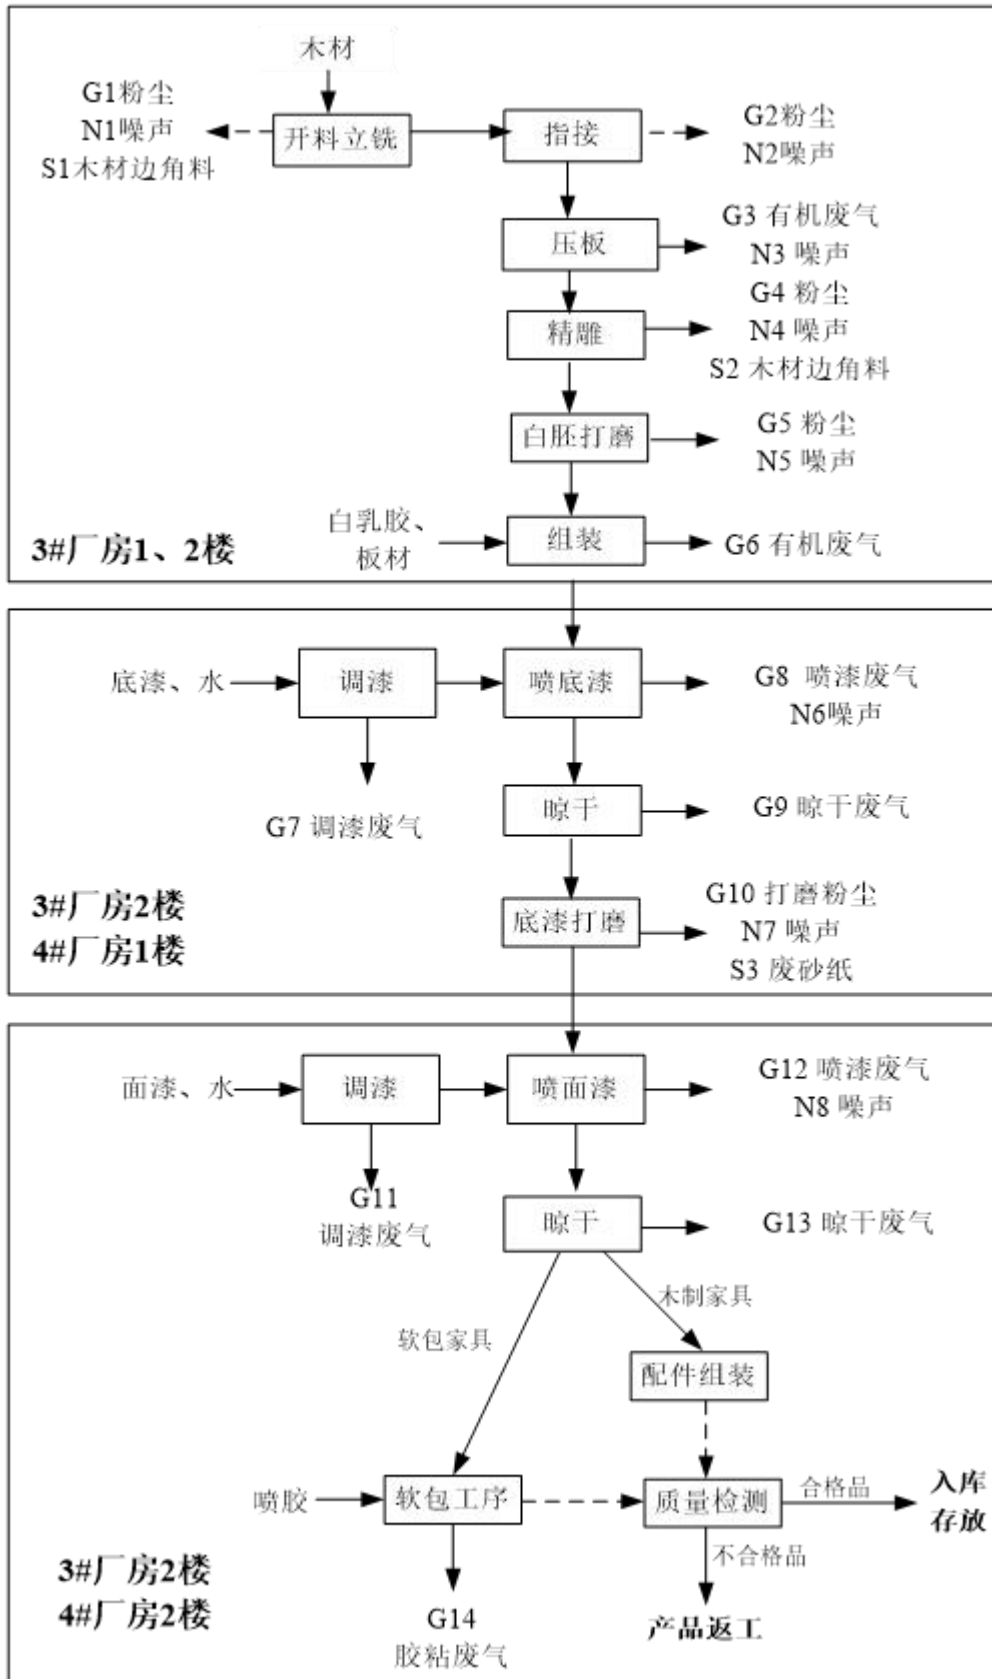 木材
G1粉尘
N1噪声
S1木材边角料
开料立铣
指接
G2粉尘
N2噪声
压板
G3 有机废气
N3 噪声
精雕
G4 粉尘
N4 噪声
S2 木材边角料
白胚打磨
G5 粉尘
N5 噪声
白乳胶、
板材
组装
G6 有机废气
3#厂房1、2楼
底漆、水
调漆
喷底漆
G8 喷漆废气
N6噪声
G7 调漆废气
晾干
G9 晾干废气
底漆打磨
G10 打磨粉尘
N7 噪声
S3 废砂纸
3#厂房2楼
4#厂房1楼
面漆、水
调漆
喷面漆
G12 喷漆废气
N8 噪声
G11
调漆废气
晾干
G13 晾干废气
软包家具
木制家具
配件组装
喷胶
软包工序
质量检测
合格品
入库
存放
不合格品
产品返工
G14
胶粘废气
3#厂房2楼
4#厂房2楼